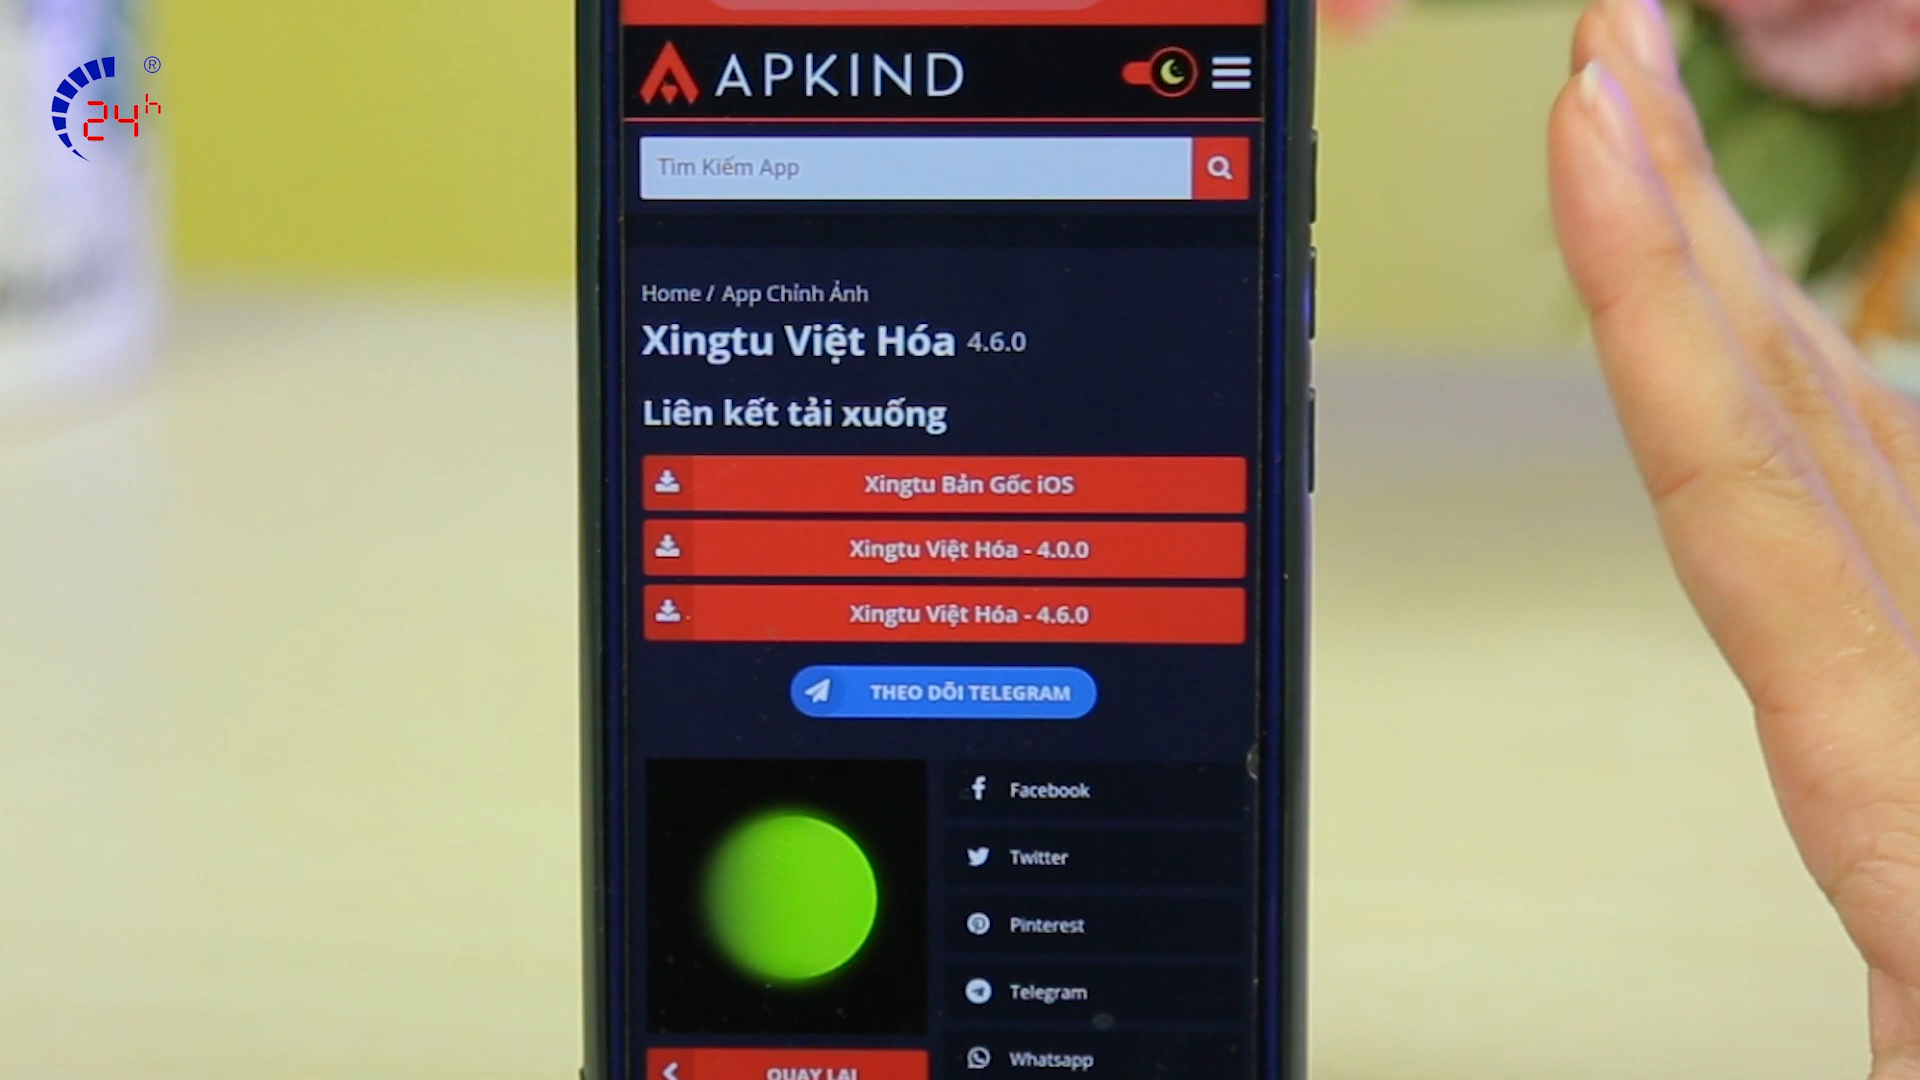 24h
®
APKIND
Tìm Kiếm App
Home / App Chỉnh Ảnh
Xingtu Việt Hóa 4.6.0
Liên kết tải xuống
Xingtu Bản Gốc iOS
Xingtu Việt Hóa - 4.0.0
Xingtu Việt Hóa - 4.6.0
THEO DÕI TELEGRAM
Facebook
Twitter
Pinterest
Telegram
Whatsapp
QUAY LẠI